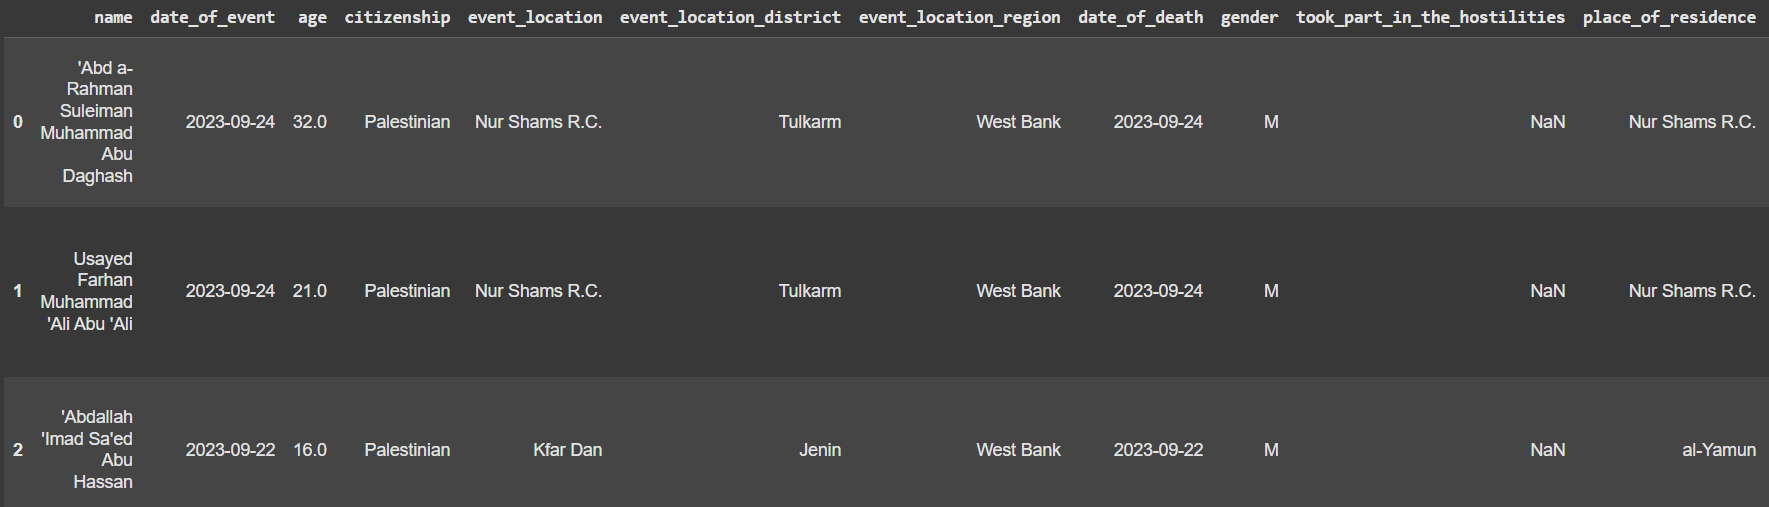 name date_of_event age citizenship event_location event_location_district event_location_region date_of_death gender took_part_in_the_hostilities place_of_residence
'Abd a-
Rahman
Suleiman
0 Muhammad 2023-09-24 32.0 Palestinian Nur Shams R.C. Tulkarm West Bank 2023-09-24 M NaN Nur Shams R.C.
Abu
Daghash
Usayed
Farhan
1 Muhammad 2023-09-24 21.0 Palestinian Nur Shams R.C. Tulkarm West Bank 2023-09-24 M NaN Nur Shams R.C.
'Ali Abu 'Ali
'Abdallah
'Imad Sa'ed
2 Abu 2023-09-22 16.0 Palestinian Kfar Dan Jenin West Bank 2023-09-22 M NaN al-Yamun
Hassan